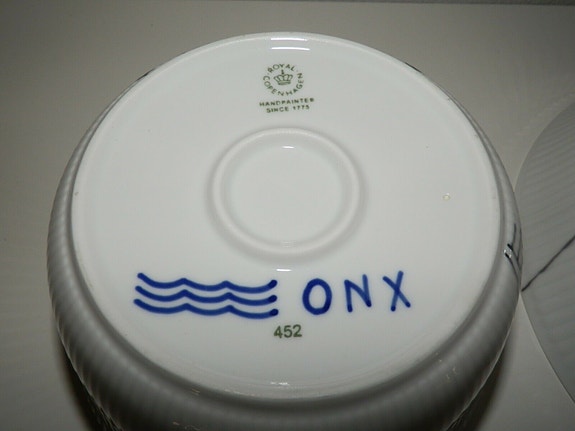 ROYAL COPENHAGEN
HANDPAINTED
SINCE 1775
ONX
452